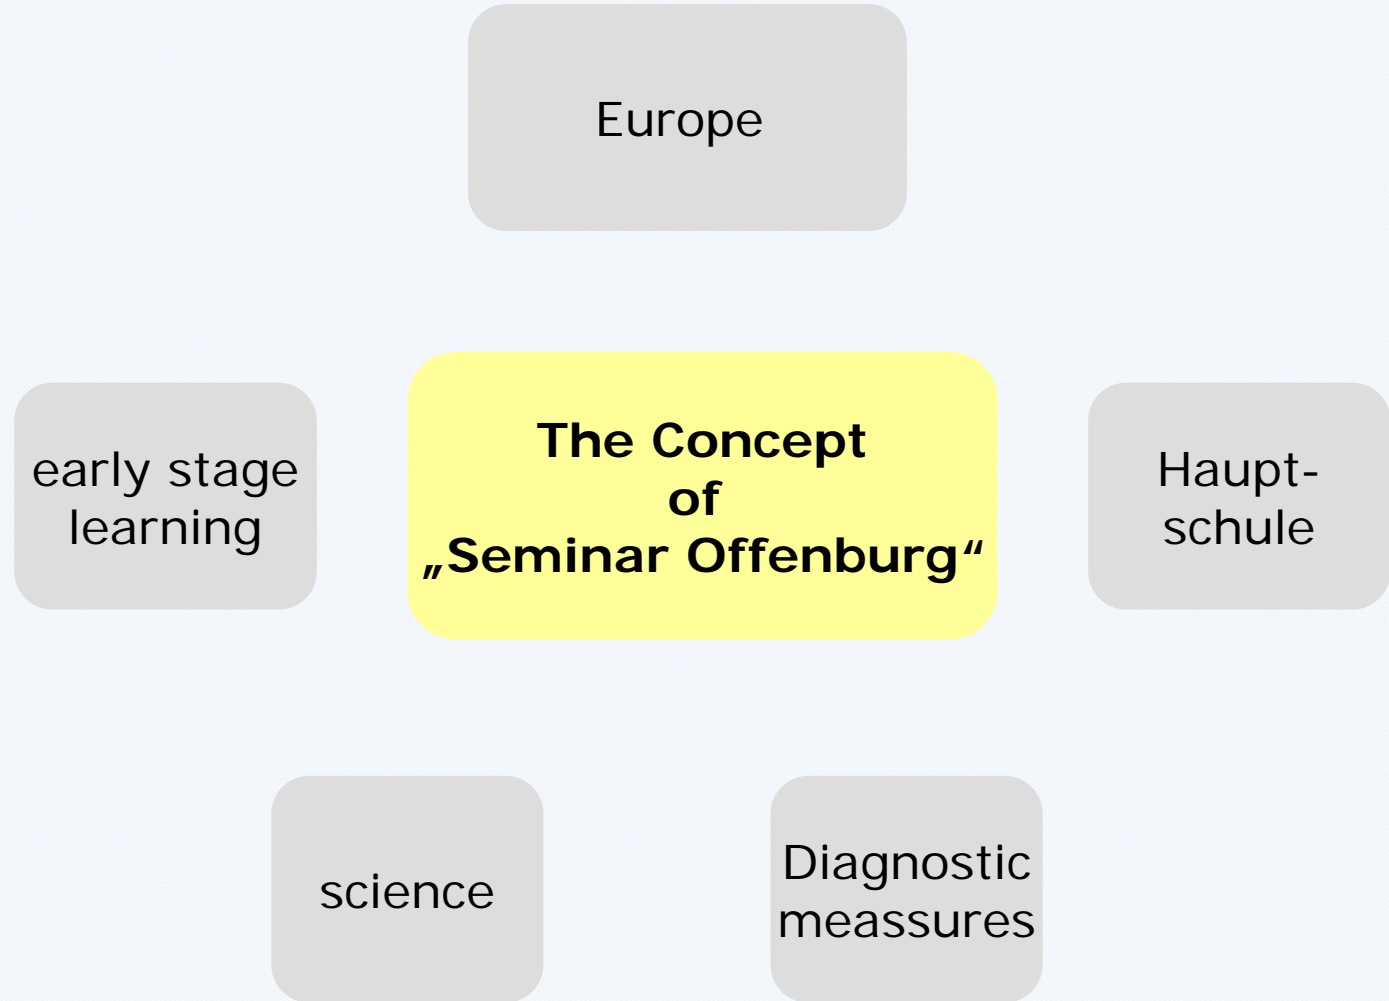 Europe
early stage
learning
The Concept
of
„Seminar Offenburg“
Haupt-
schule
science
Diagnostic
meassures